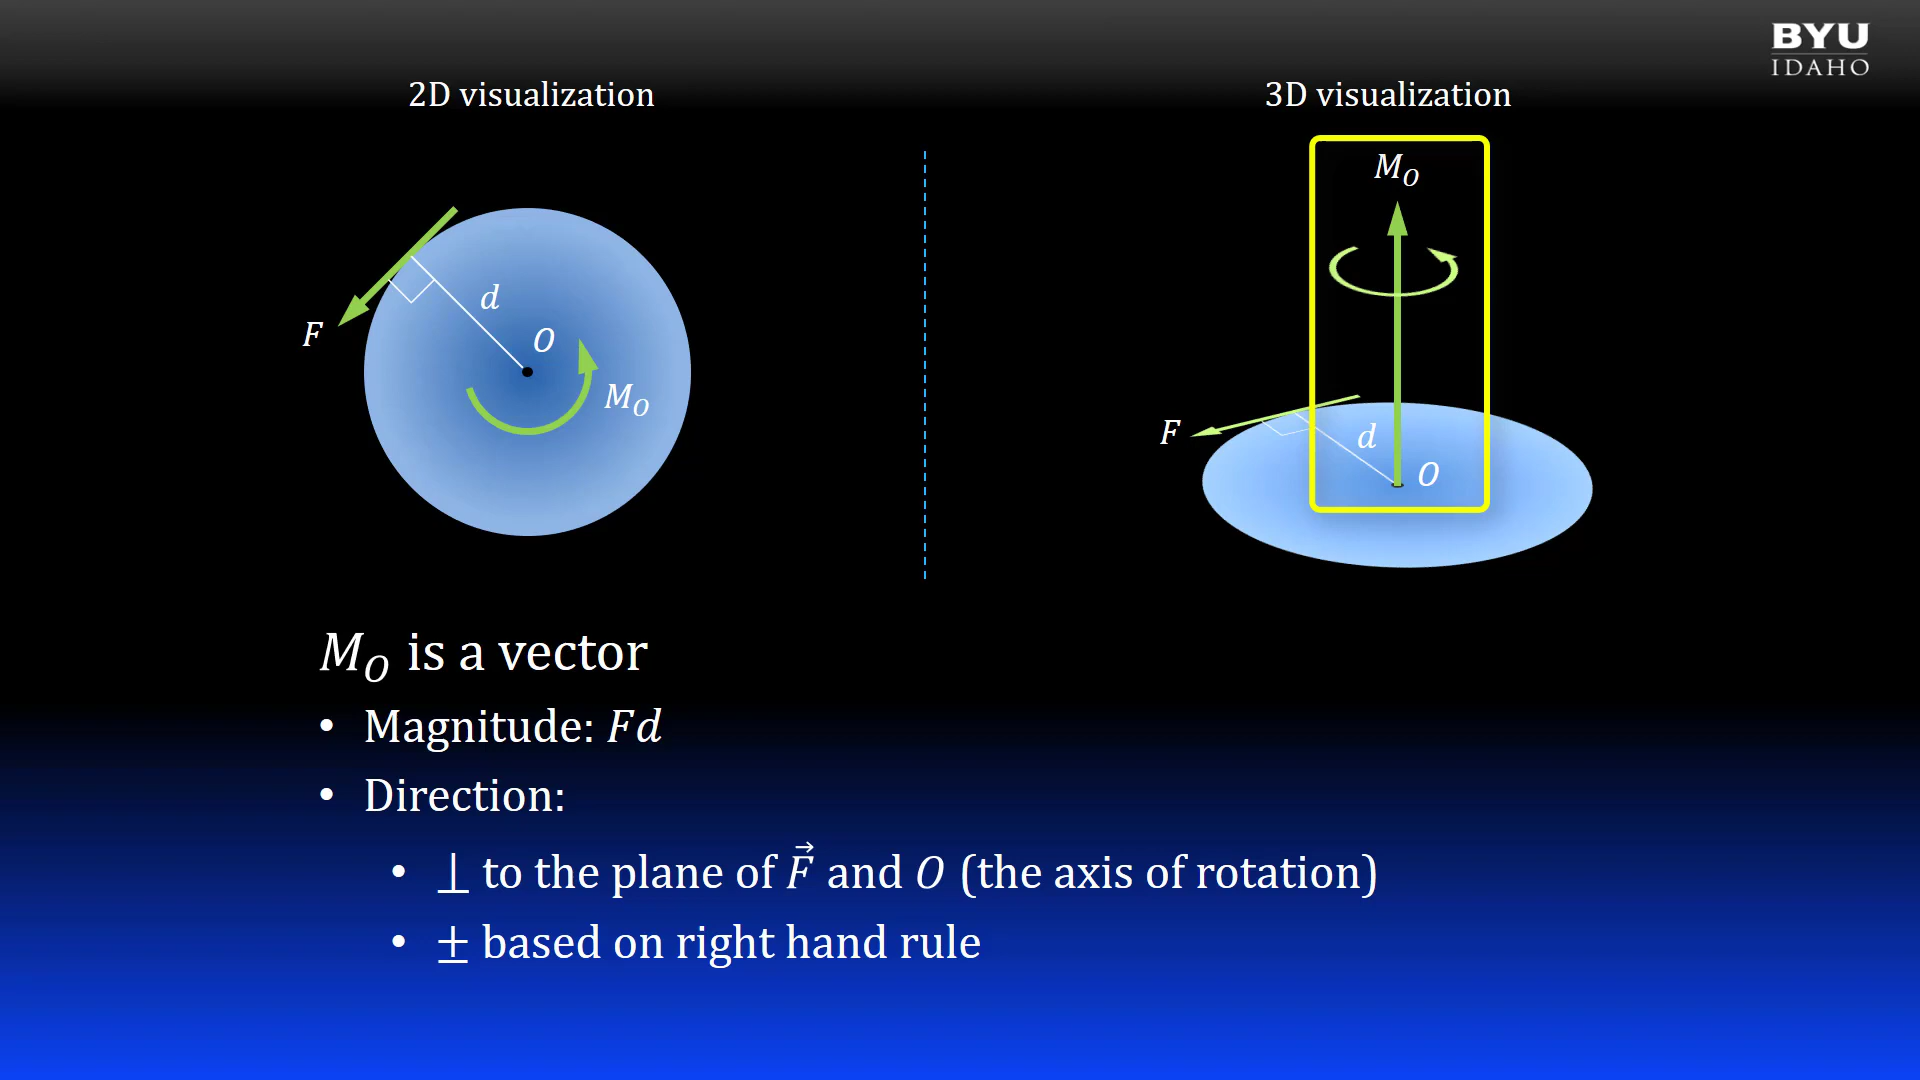 BYU
IDAHO
2D visualization
F
d
O
M_O
3D visualization
M_O
F
d
O
M_O is a vector
• Magnitude: Fd
• Direction:
• ⊥ to the plane of F⃗ and O (the axis of rotation)
• ± based on right hand rule